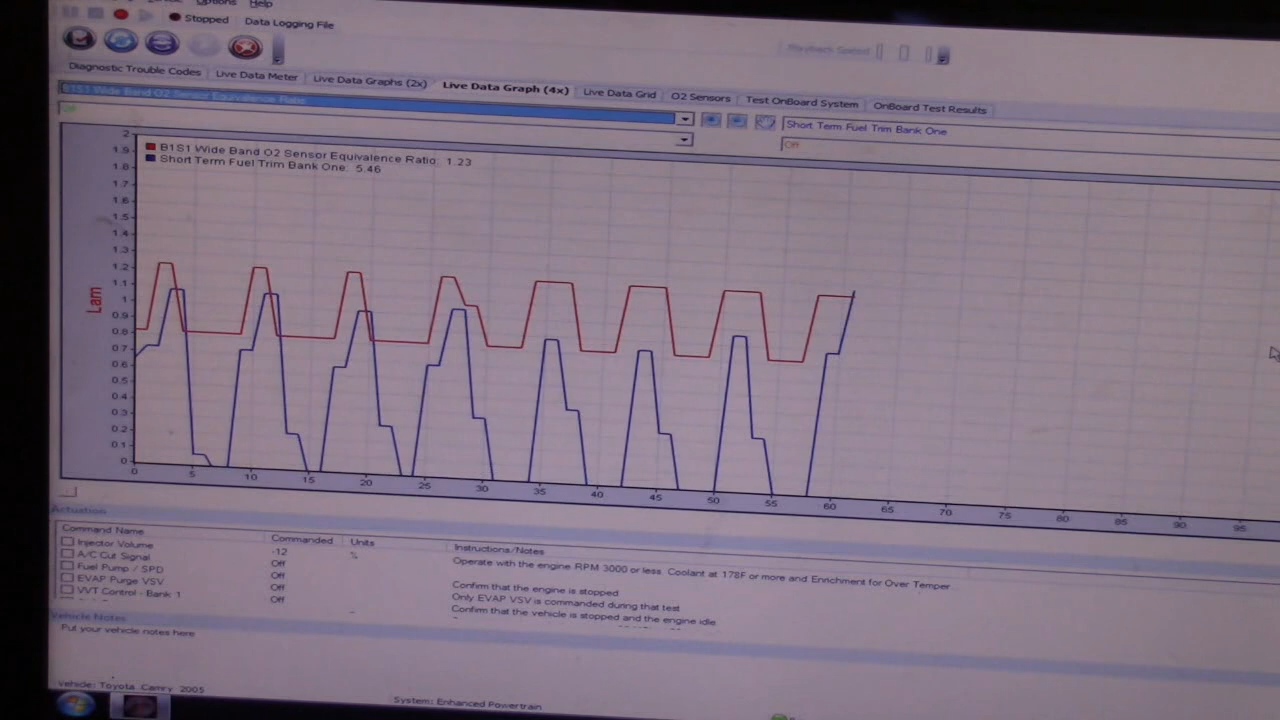 Options Help
Stopped Data Logging File
Playback Speed
Diagnostic Trouble Codes Live Data Meter Live Data Graphs (2x) Live Data Graph (4x) Live Data Grid O2 Sensors Test OnBoard System OnBoard Test Results
B1S1 Wide Band O2 Sensor Equivalence Ratio
Short Term Fuel Trim Bank One
Off
Off
B1S1 Wide Band O2 Sensor Equivalence Ratio: 1.23
Short Term Fuel Trim Bank One: 5.46
Lam
2
1.9
1.8
1.7
1.6
1.5
1.4
1.3
1.2
1.1
1
0.9
0.8
0.7
0.6
0.5
0.4
0.3
0.2
0.1
0
0 5 10 15 20 25 30 35 40 45 50 55 60 65 70 75 80 85 90 95
Actuation
Command Name Commanded Units Instructions/Notes
Injector Volume -12 % Operate with the engine RPM 3000 or less. Coolant at 178F or more and Enrichment for Over Temper
A/C Cut Signal Off
Fuel Pump / SPD Off Confirm that the engine is stopped
EVAP Purge VSV Off Only EVAP VSV is commanded during that test
VVT Control - Bank 1 Off Confirm that the vehicle is stopped and the engine idle
Vehicle Notes
Put your vehicle notes here
Vehicle: Toyota Camry 2005
System: Enhanced Powertrain